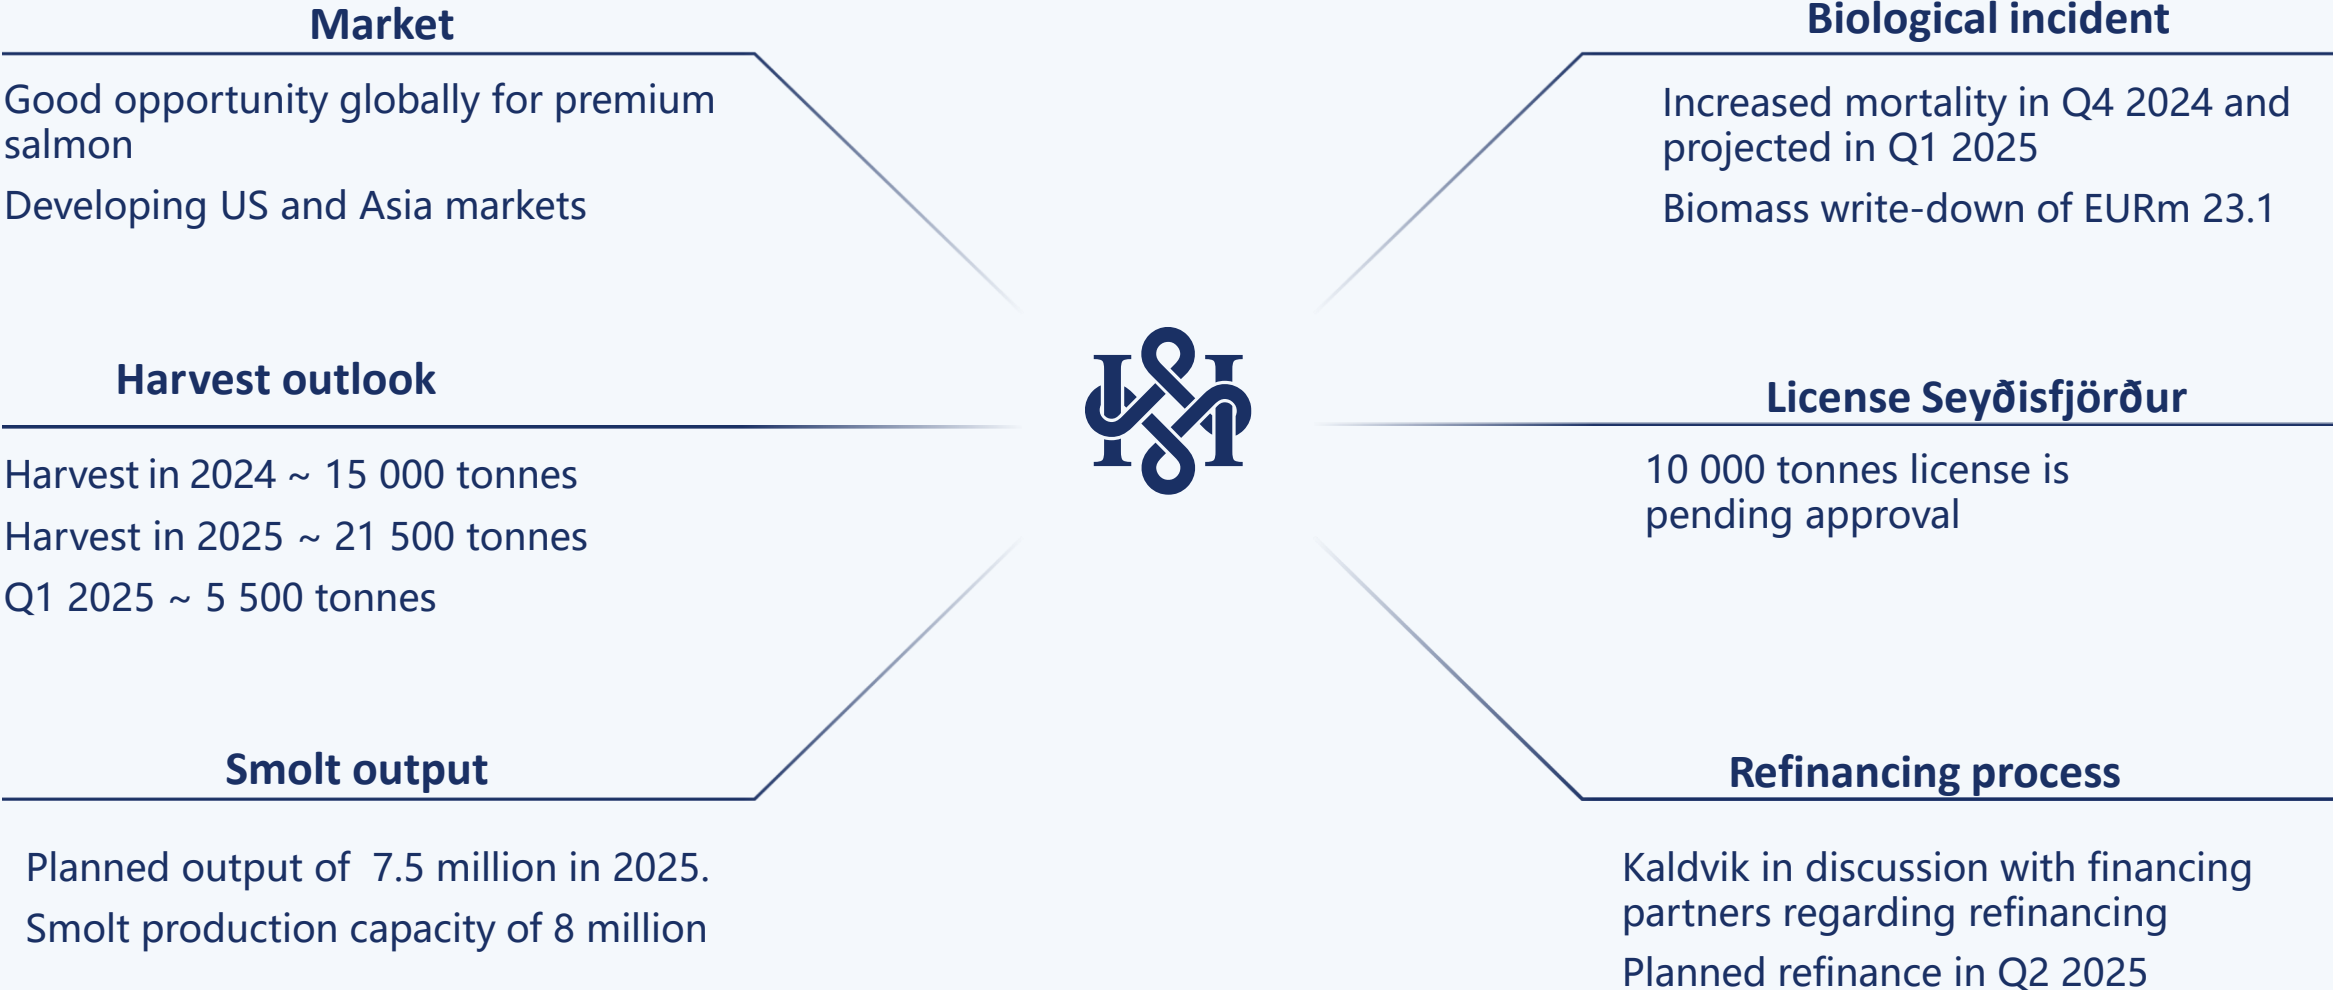 Market
Good opportunity globally for premium
salmon
Developing US and Asia markets
Harvest outlook
Harvest in 2024 ~ 15 000 tonnes
Harvest in 2025 ~ 21 500 tonnes
Q1 2025 ~ 5 500 tonnes
Smolt output
Planned output of  7.5 million in 2025.
Smolt production capacity of 8 million
Biological incident
Increased mortality in Q4 2024 and
projected in Q1 2025
Biomass write-down of EURm 23.1
License Seyðisfjörður
10 000 tonnes license is
pending approval
Refinancing process
Kaldvik in discussion with financing
partners regarding refinancing
Planned refinance in Q2 2025